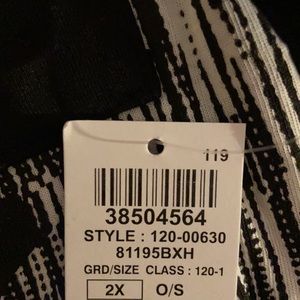 119
38504564
STYLE : 120-00630
81195BXH
GRD/SIZE CLASS : 120-1
2X O/S